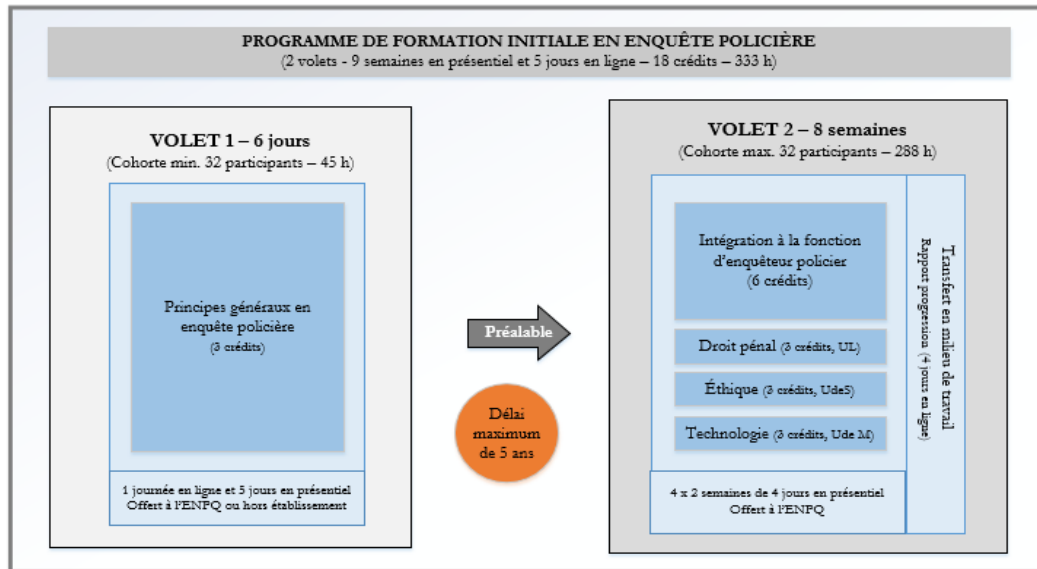 PROGRAMME DE FORMATION INITIALE EN ENQUÊTE POLICIÈRE
(2 volets - 9 semaines en présentiel et 5 jours en ligne – 18 crédits – 333 h)
VOLET 1 – 6 jours
(Cohorte min. 32 participants – 45 h)
Principes généraux en
enquête policière
(3 crédits)
1 journée en ligne et 5 jours en présentiel
Offert à l'ENPQ ou hors établissement
Préalable
Délai
maximum
de 5 ans
VOLET 2 – 8 semaines
(Cohorte max. 32 participants – 288 h)
Intégration à la fonction
d'enquêteur policier
(6 crédits)
Droit pénal (3 crédits, UL)
Éthique (3 crédits, UdeS)
Technologie (3 crédits, Ude M)
4 x 2 semaines de 4 jours en présentiel
Offert à l'ENPQ
Transfert en milieu de travail
Rapport progression (4 jours en ligne)